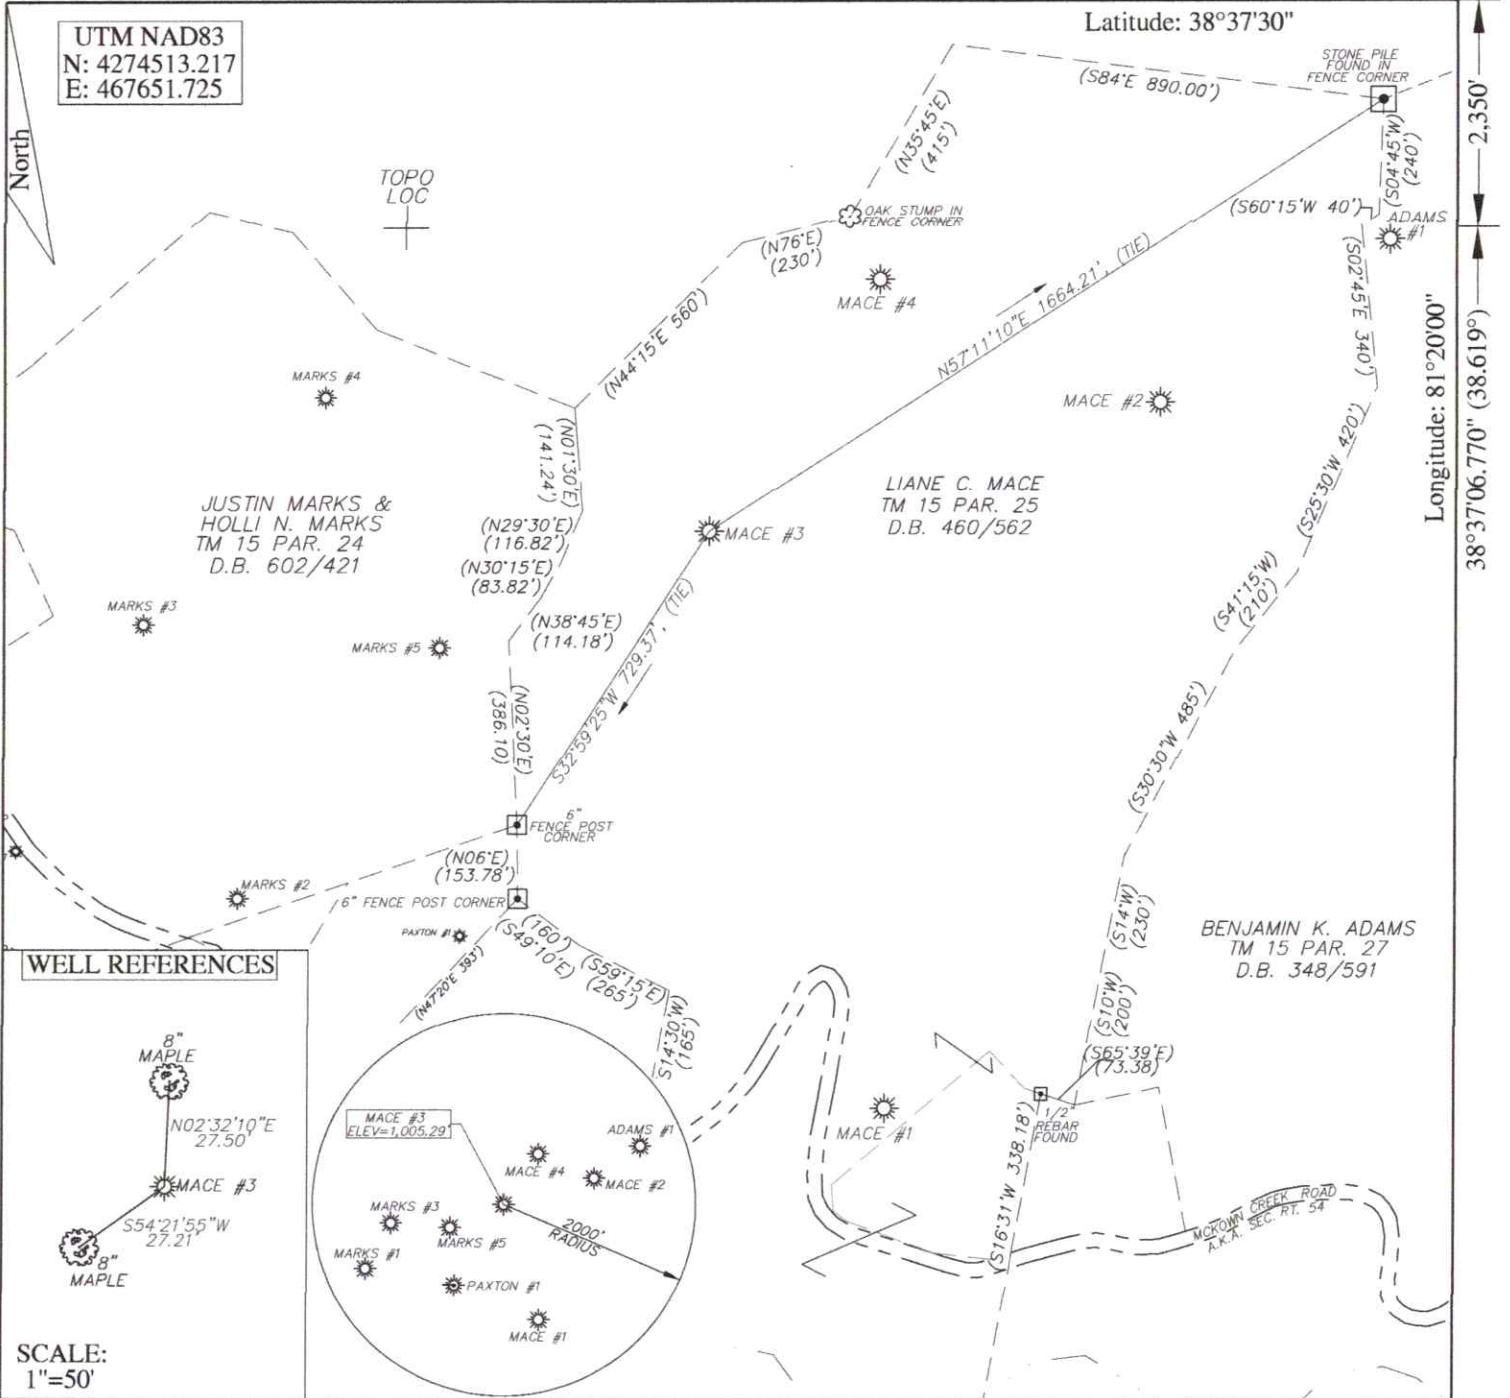 UTM NAD83
N: 4274513.217
E: 467651.725
North
Latitude: 38°37'30"
STONE PILE
FOUND IN
FENCE CORNER
(S84°E 890.00')
2,350'
(N35°45'E)
(415')
(S04°45'W)
(240')
TOPO
LOC
OAK STUMP IN
FENCE CORNER
(S60°15'W 40')
ADAMS
#1
(N76°E)
(230')
MACE #4
N57°11'10"E 1664.21', (TIE)
(S02°45'E 340')
(N44°15'E 560')
Longitude: 81°20'00"
38°37'06.770" (38.619°)
MARKS #4
MACE #2
(N01°30'E)
(141.24')
(S25°30'W 420')
JUSTIN MARKS &
HOLLI N. MARKS
TM 15 PAR. 24
D.B. 602/421
LIANE C. MACE
TM 15 PAR. 25
D.B. 460/562
(N29°30'E)
(116.82')
MACE #3
(N30°15'E)
(83.82')
(S41°15'W)
(210')
MARKS #3
(N38°45'E)
(114.18')
MARKS #5
S32°59'25"W 729.37', (TIE)
(N02°30'E)
(386.10)
(S30°30"W 485')
6"
FENCE POST
CORNER
(N06°E)
(153.78')
MARKS #2
6" FENCE POST CORNER
PAXTON #1
(160')
(S49°10'E)
(S59°15'E)
(265')
(N47°20'E 393')
(S14°W)
(230')
BENJAMIN K. ADAMS
TM 15 PAR. 27
D.B. 348/591
WELL REFERENCES
S14°30'W)
(165')
(S10°W)
(200')
(S65°39'E)
(73.38)
8"
MAPLE
N02°32'10"E
27.50'
MACE #3
S54°21'55"W
27.21'
8"
MAPLE
MACE #3
ELEV=1,005.29'
ADAMS #1
MACE #4
MACE #2
MARKS #3
MARKS #5
MARKS #1
2000'
RADIUS
PAXTON #1
MACE #1
MACE #1
1/2"
REBAR
FOUND
(S16°31'W 338.18')
MCKOWN CREEK ROAD
A.K.A. SEC. RT. 54
SCALE:
1"=50'